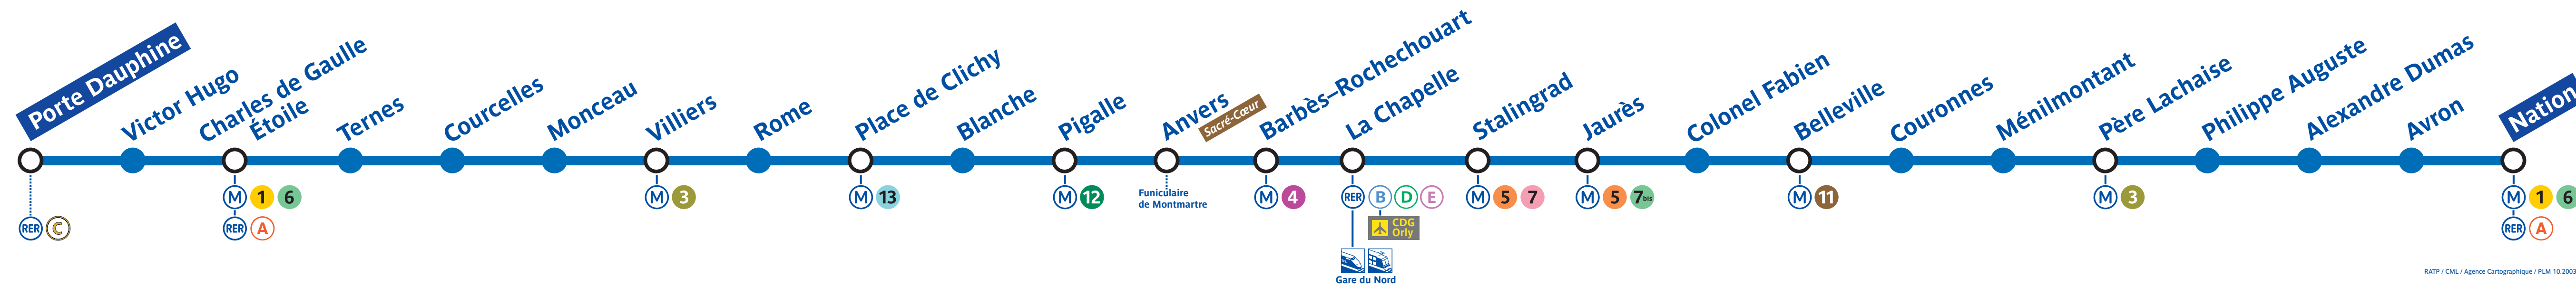 Porte Dauphine
Victor Hugo
Charles de Gaulle
Étoile
Ternes
Courcelles
Monceau
Villiers
Rome
Place de Clichy
Blanche
Pigalle
Anvers
Sacré-Cœur
Barbès–Rochechouart
La Chapelle
Stalingrad
Jaurès
Colonel Fabien
Belleville
Couronnes
Ménilmontant
Père Lachaise
Philippe Auguste
Alexandre Dumas
Avron
Nation
RER C
M 1 6
RER A
M 3
M 13
M 12
Funiculaire
de Montmartre
M 4
RER B D E
CDG
Orly
Gare du Nord
M 5 7
M 5 7bis
M 11
M 3
M 1 6
RER A
RATP / CML / Agence Cartographique / PLM 10.2003